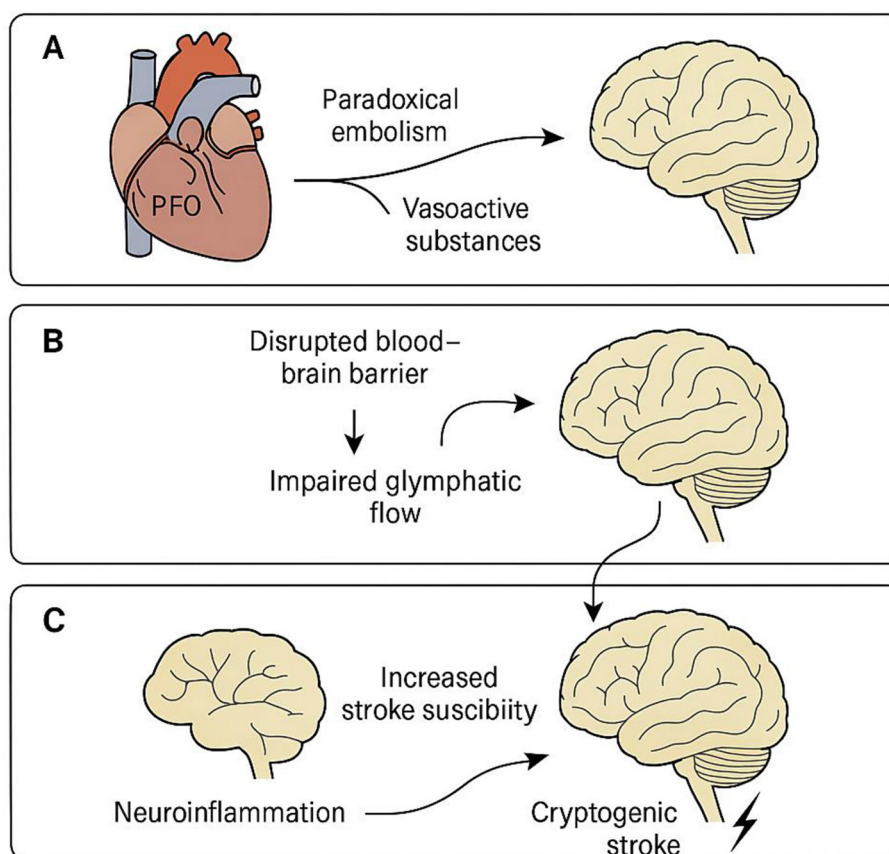 A
PFO
Paradoxical
embolism
Vasoactive
substances
B
Disrupted blood–
brain barrier
Impaired glymphatic
flow
C
Increased
stroke suscibiity
Neuroinflammation
Cryptogenic
stroke